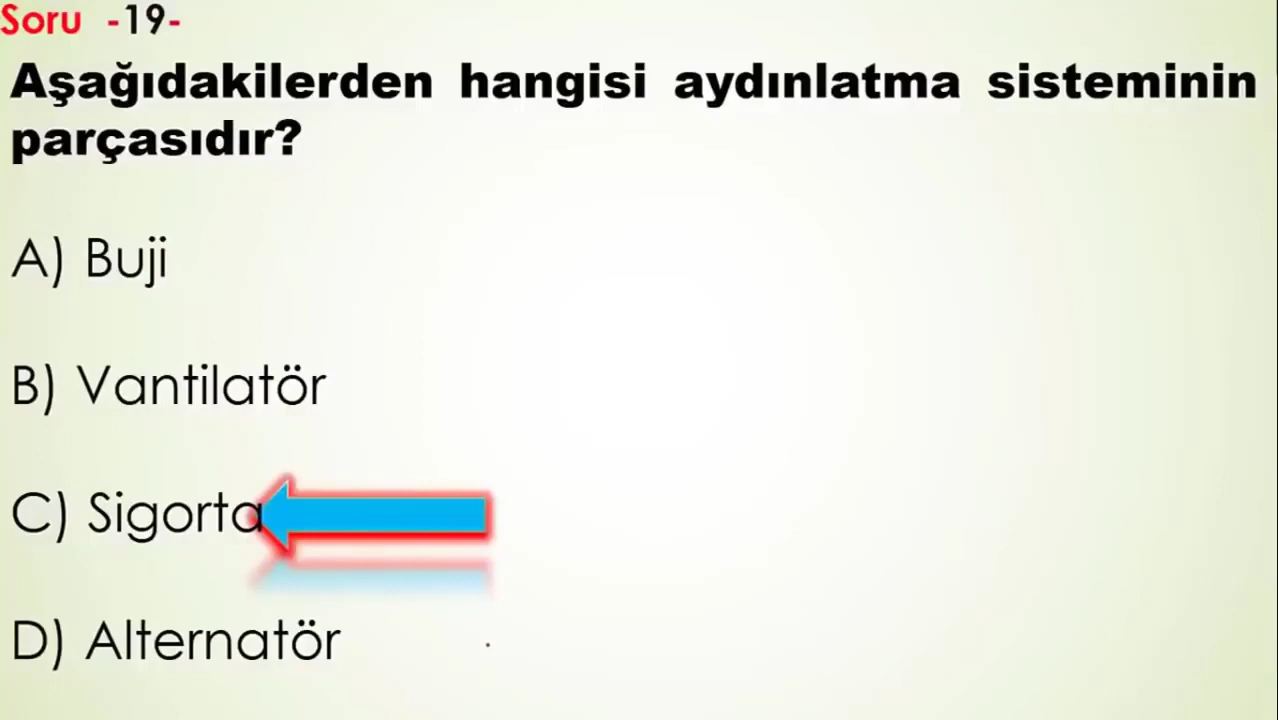 Soru -19-
Aşağıdakilerden hangisi aydınlatma sisteminin
parçasıdır?
A) Buji
B) Vantilatör
C) Sigorta
D) Alternatör